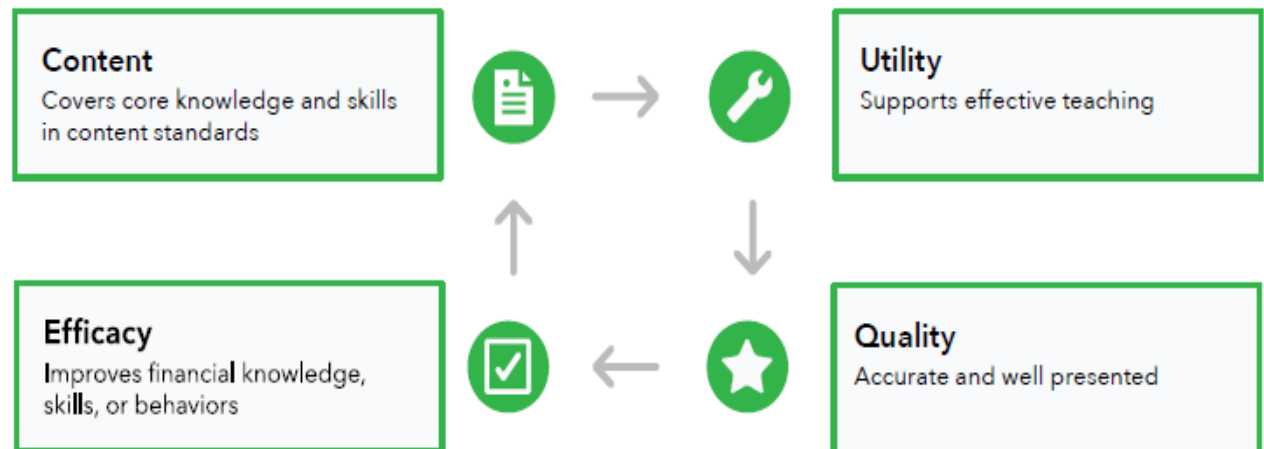 Content
Covers core knowledge and skills
in content standards
Utility
Supports effective teaching
Efficacy
Improves financial knowledge,
skills, or behaviors
Quality
Accurate and well presented